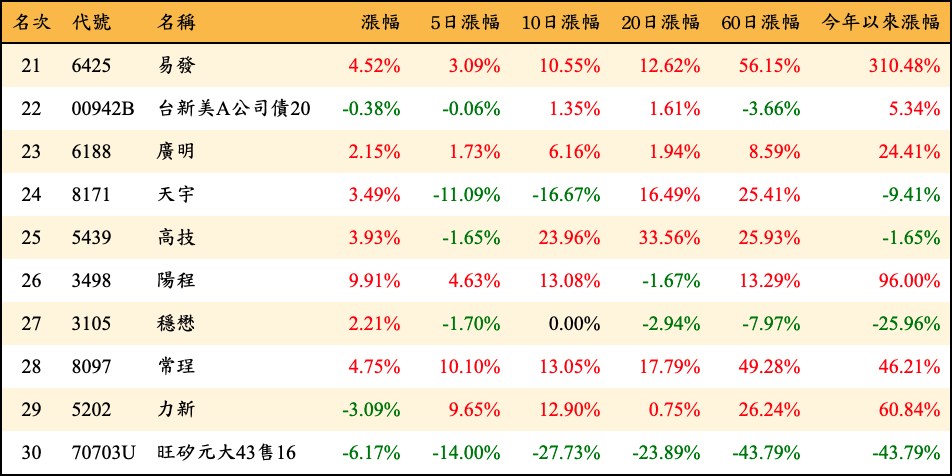 名次 代號 名稱 漲幅 5日漲幅 10日漲幅 20日漲幅 60日漲幅 今年以來漲幅
21 6425 易發 4.52% 3.09% 10.55% 12.62% 56.15% 310.48%
22 00942B 台新美A公司債20 -0.38% -0.06% 1.35% 1.61% -3.66% 5.34%
23 6188 廣明 2.15% 1.73% 6.16% 1.94% 8.59% 24.41%
24 8171 天宇 3.49% -11.09% -16.67% 16.49% 25.41% -9.41%
25 5439 高技 3.93% -1.65% 23.96% 33.56% 25.93% -1.65%
26 3498 陽程 9.91% 4.63% 13.08% -1.67% 13.29% 96.00%
27 3105 穩懋 2.21% -1.70% 0.00% -2.94% -7.97% -25.96%
28 8097 常珵 4.75% 10.10% 13.05% 17.79% 49.28% 46.21%
29 5202 力新 -3.09% 9.65% 12.90% 0.75% 26.24% 60.84%
30 70703U 旺矽元大43售16 -6.17% -14.00% -27.73% -23.89% -43.79% -43.79%